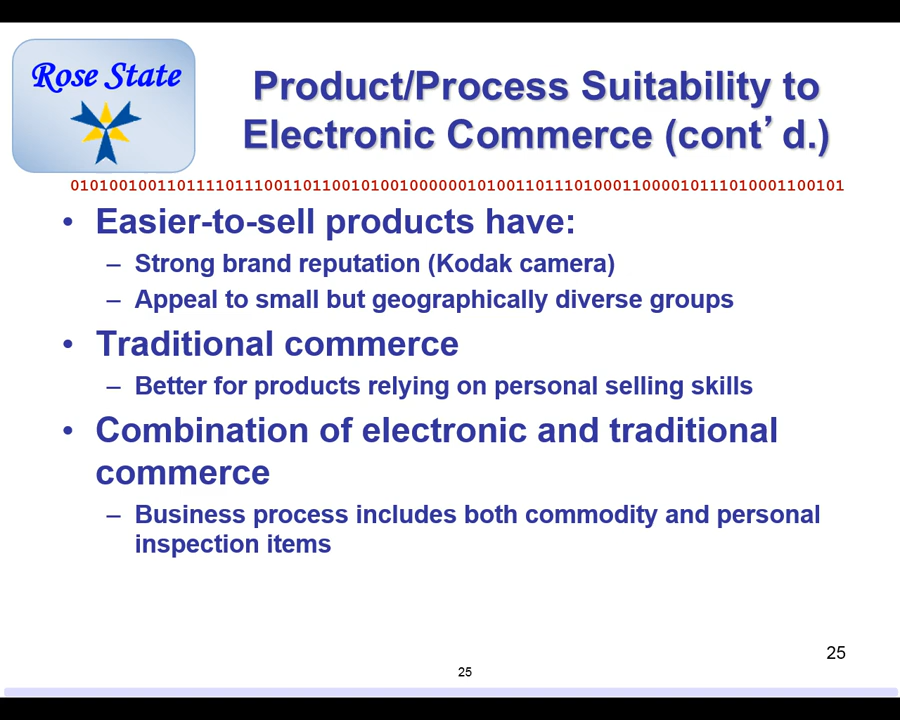 Rose State
Product/Process Suitability to
Electronic Commerce (cont’d.)
01010010011011110111001101100101001000000101001101110100011000010111010001100101
• Easier-to-sell products have:
– Strong brand reputation (Kodak camera)
– Appeal to small but geographically diverse groups
• Traditional commerce
– Better for products relying on personal selling skills
• Combination of electronic and traditional
commerce
– Business process includes both commodity and personal
inspection items
25
25